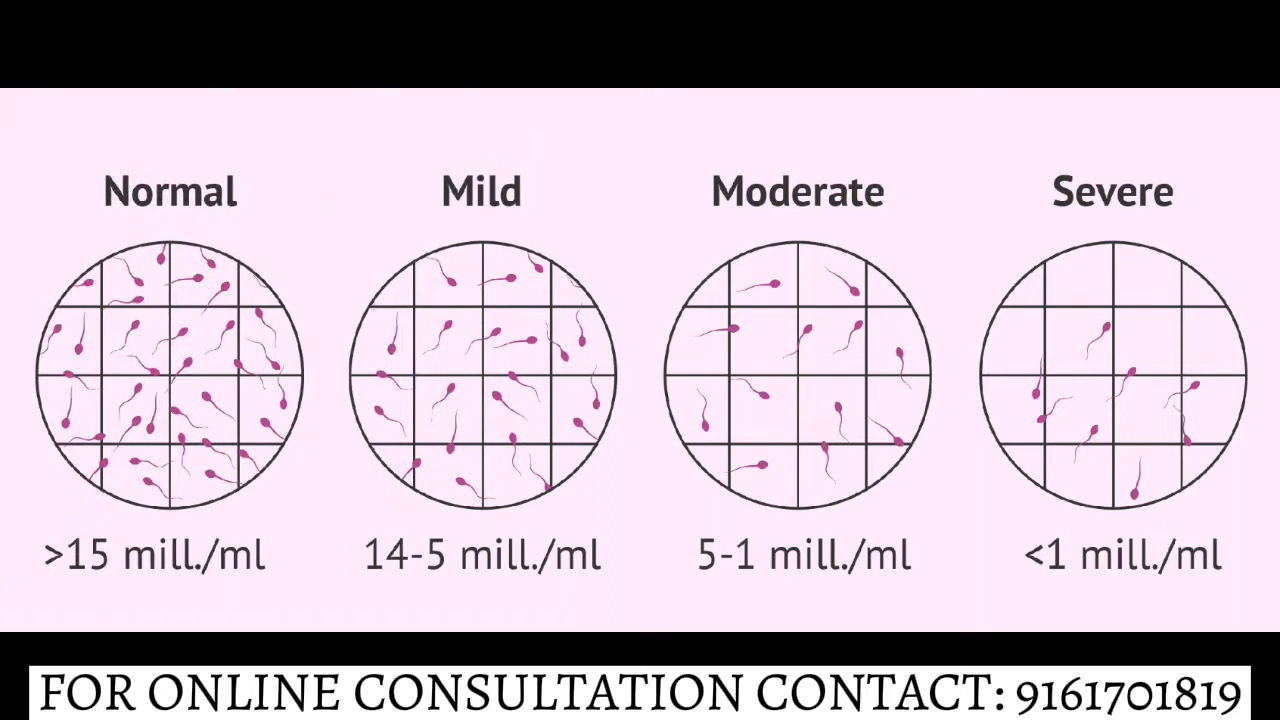 Normal Mild Moderate Severe
>15 mill./ml 14-5 mill./ml 5-1 mill./ml <1 mill./ml
FOR ONLINE CONSULTATION CONTACT: 9161701819